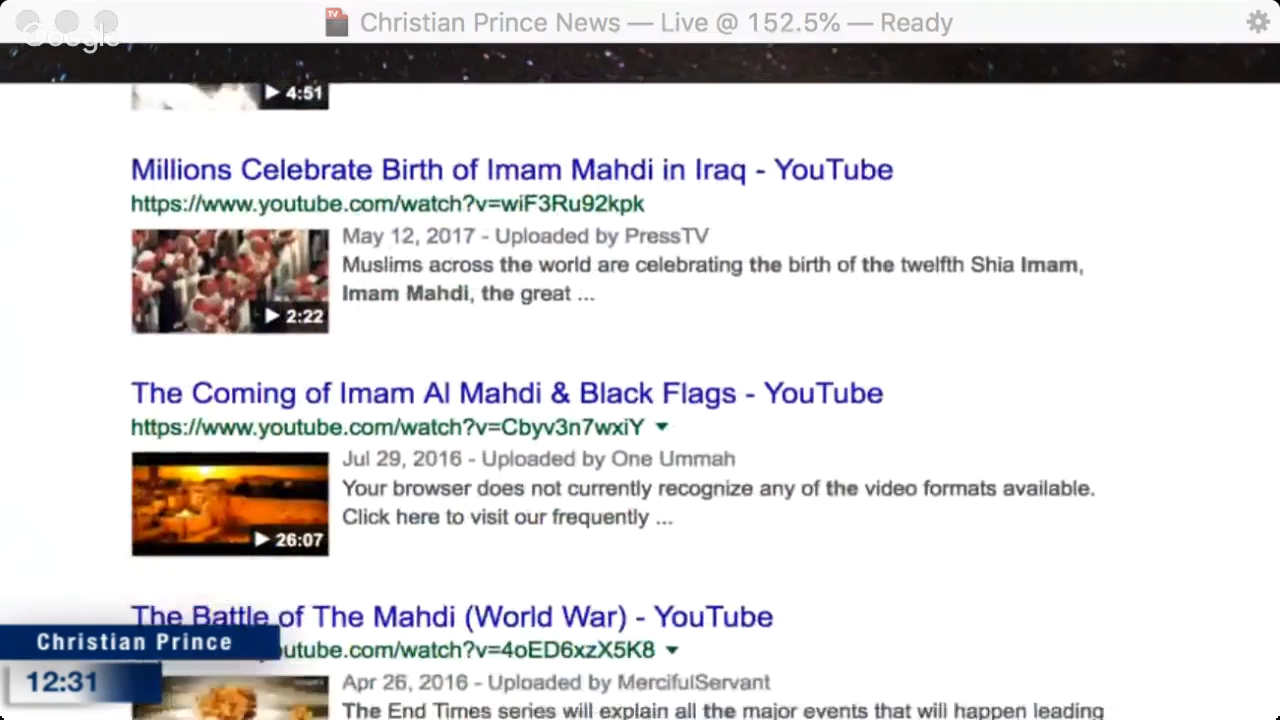 Christian Prince News — Live @ 152.5% — Ready
Google
4:51
Millions Celebrate Birth of Imam Mahdi in Iraq - YouTube
https://www.youtube.com/watch?v=wiF3Ru92kpk
May 12, 2017 - Uploaded by PressTV
Muslims across the world are celebrating the birth of the twelfth Shia Imam,
Imam Mahdi, the great ...
2:22
The Coming of Imam Al Mahdi & Black Flags - YouTube
https://www.youtube.com/watch?v=Cbyv3n7wxiY
Jul 29, 2016 - Uploaded by One Ummah
Your browser does not currently recognize any of the video formats available.
Click here to visit our frequently ...
26:07
The Battle of The Mahdi (World War) - YouTube
Christian Prince
utube.com/watch?v=4oED6xzX5K8
12:31
Apr 26, 2016 - Uploaded by MercifulServant
The End Times series will explain all the major events that will happen leading